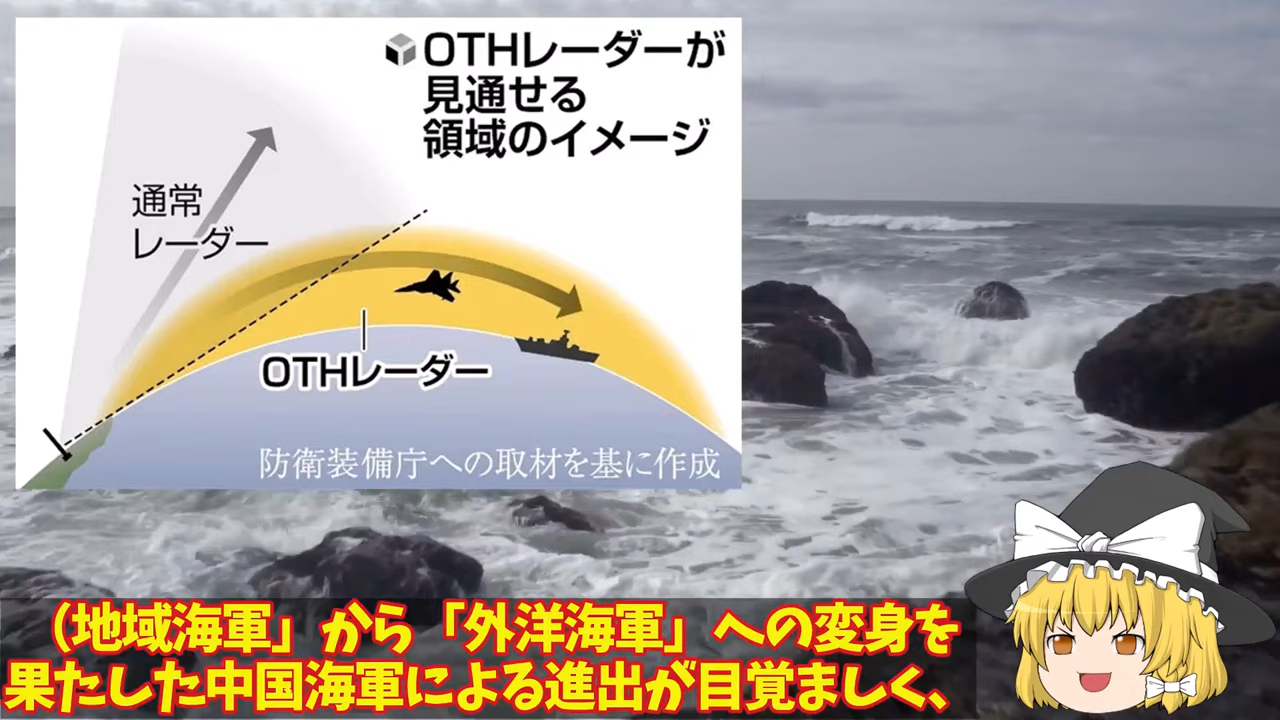 OTHレーダーが
見通せる
領域のイメージ
通常
レーダー
OTHレーダー
防衛装備庁への取材を基に作成
（地域海軍」から「外洋海軍」への変身を
果たした中国海軍による進出が目覚ましく、